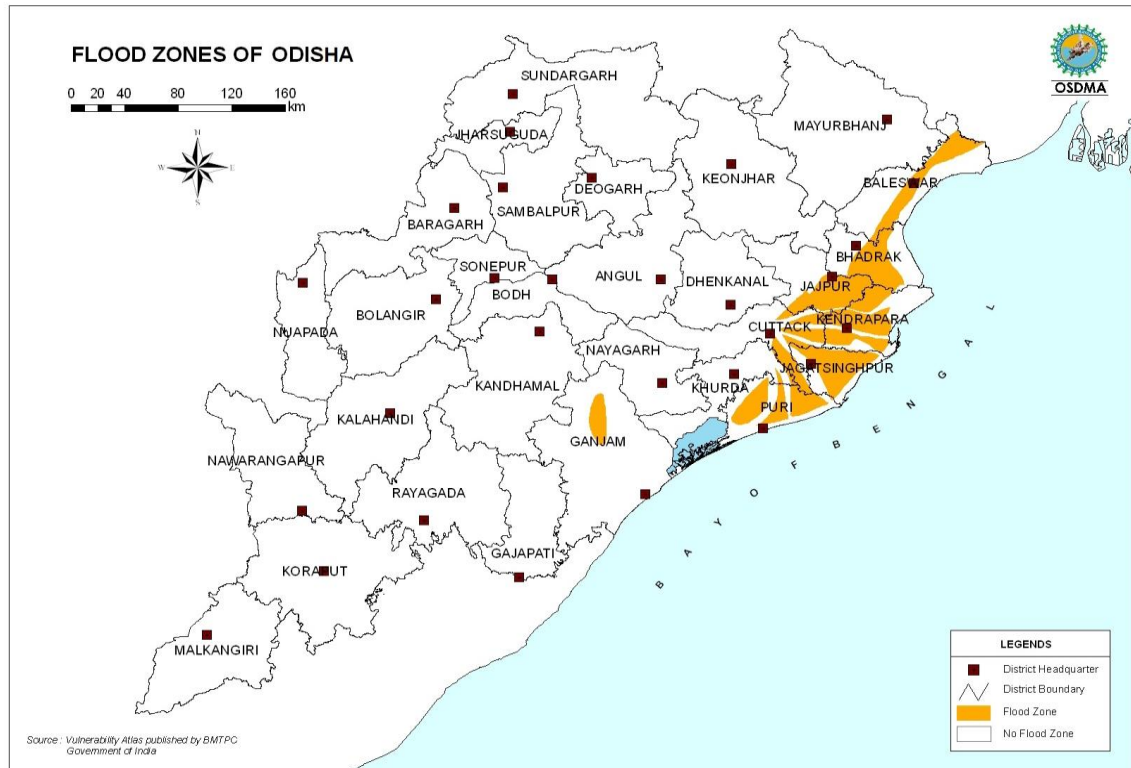 FLOOD ZONES OF ODISHA
0 40 80 120 160
km
N
W E
S
OSDMA
SUNDARGARH
JHARSUGUDA
MAYURBHANJ
KEONJHAR
DEOGARH
BALESWAR
SAMBALPUR
BARAGARH
BHADRAK
SONEPUR
ANGUL
DHENKANAL
JAJPUR
BODH
BOLANGIR
KENDRAPARA
NUAPADA
CUTTACK
NAYAGARH
JAGATSINGHPUR
KANDHAMAL
KHURDA
PURI
KALAHANDI
GANJAM
NAWARANGAPUR
RAYAGADA
GAJAPATI
KORAPUT
MALKANGIRI
BAY OF BENGAL
LEGENDS
District Headquarter
District Boundary
Flood Zone
No Flood Zone
Source : Vulnerability Atlas published by BMTPC
Government of India